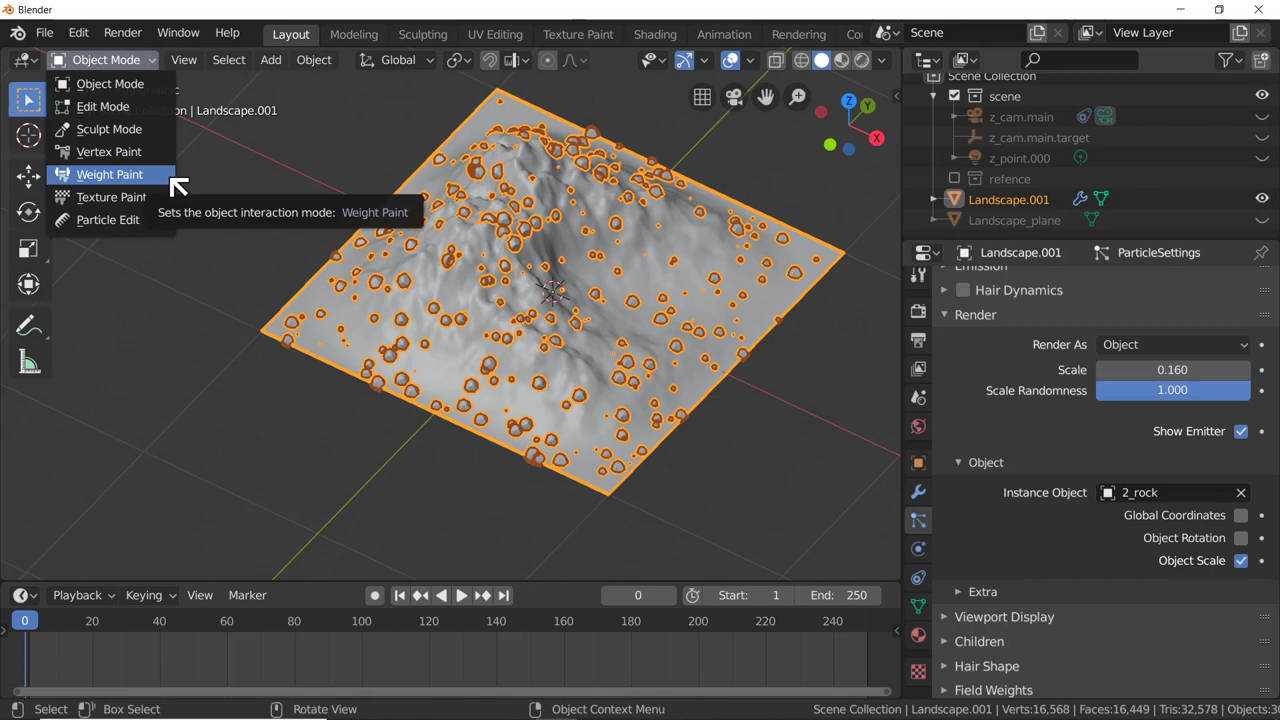 Blender
File Edit Render Window Help Layout Modeling Sculpting UV Editing Texture Paint Shading Animation Rendering Co Scene View Layer
Object Mode View Select Add Object Global
Object Mode
Edit Mode
Sculpt Mode
Vertex Paint
Weight Paint
Texture Paint
Particle Edit
Sets the object interaction mode: Weight Paint
| Landscape.001
Z
Y
X
Scene Collection
scene
z_cam.main
z_cam.main.target
z_point.000
refence
Landscape.001
Landscape_plane
Landscape.001 ParticleSettings
Emission
Hair Dynamics
Render
Render As Object
Scale 0.160
Scale Randomness 1.000
Show Emitter
Object
Instance Object 2_rock
Global Coordinates
Object Rotation
Object Scale
Extra
Viewport Display
Children
Hair Shape
Field Weights
Playback Keying View Marker 0 Start: 1 End: 250
0 20 40 60 80 100 120 140 160 180 200 220 240
Select Box Select Rotate View Object Context Menu Scene Collection | Landscape.001 | Verts:16,568 | Faces:16,449 | Tris:32,578 | Objects:3